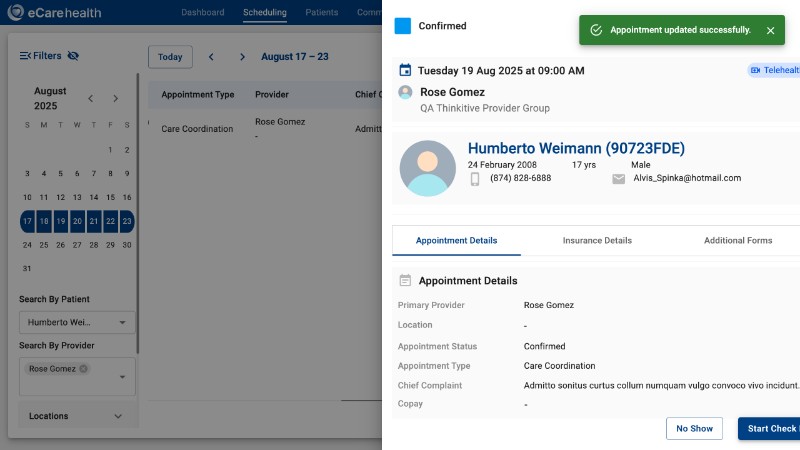 eCarehealth
Dashboard
Scheduling
Patients
Filters
Today
August 17 – 23
August
2025
S M T W T F S
1 2
3 4 5 6 7 8 9
10 11 12 13 14 15 16
17 18 19 20 21 22 23
24 25 26 27 28 29 30
31
Search By Patient
Humberto Wei...
Search By Provider
Rose Gomez
Locations
Appointment Type
Provider
Care Coordination
Rose Gomez
-
Confirmed
Appointment updated successfully.
Tuesday 19 Aug 2025 at 09:00 AM
Rose Gomez
QA Thinkitive Provider Group
Humberto Weimann (90723FDE)
24 February 2008 17 yrs Male
(874) 828-6888 Alvis_Spinka@hotmail.com
Appointment Details
Insurance Details
Additional Forms
Appointment Details
Primary Provider Rose Gomez
Location -
Appointment Status Confirmed
Appointment Type Care Coordination
Chief Complaint Admitto sonitus curtus collum numquam vulgo convoco vivo incidunt.
Copay -
No Show
Start Check